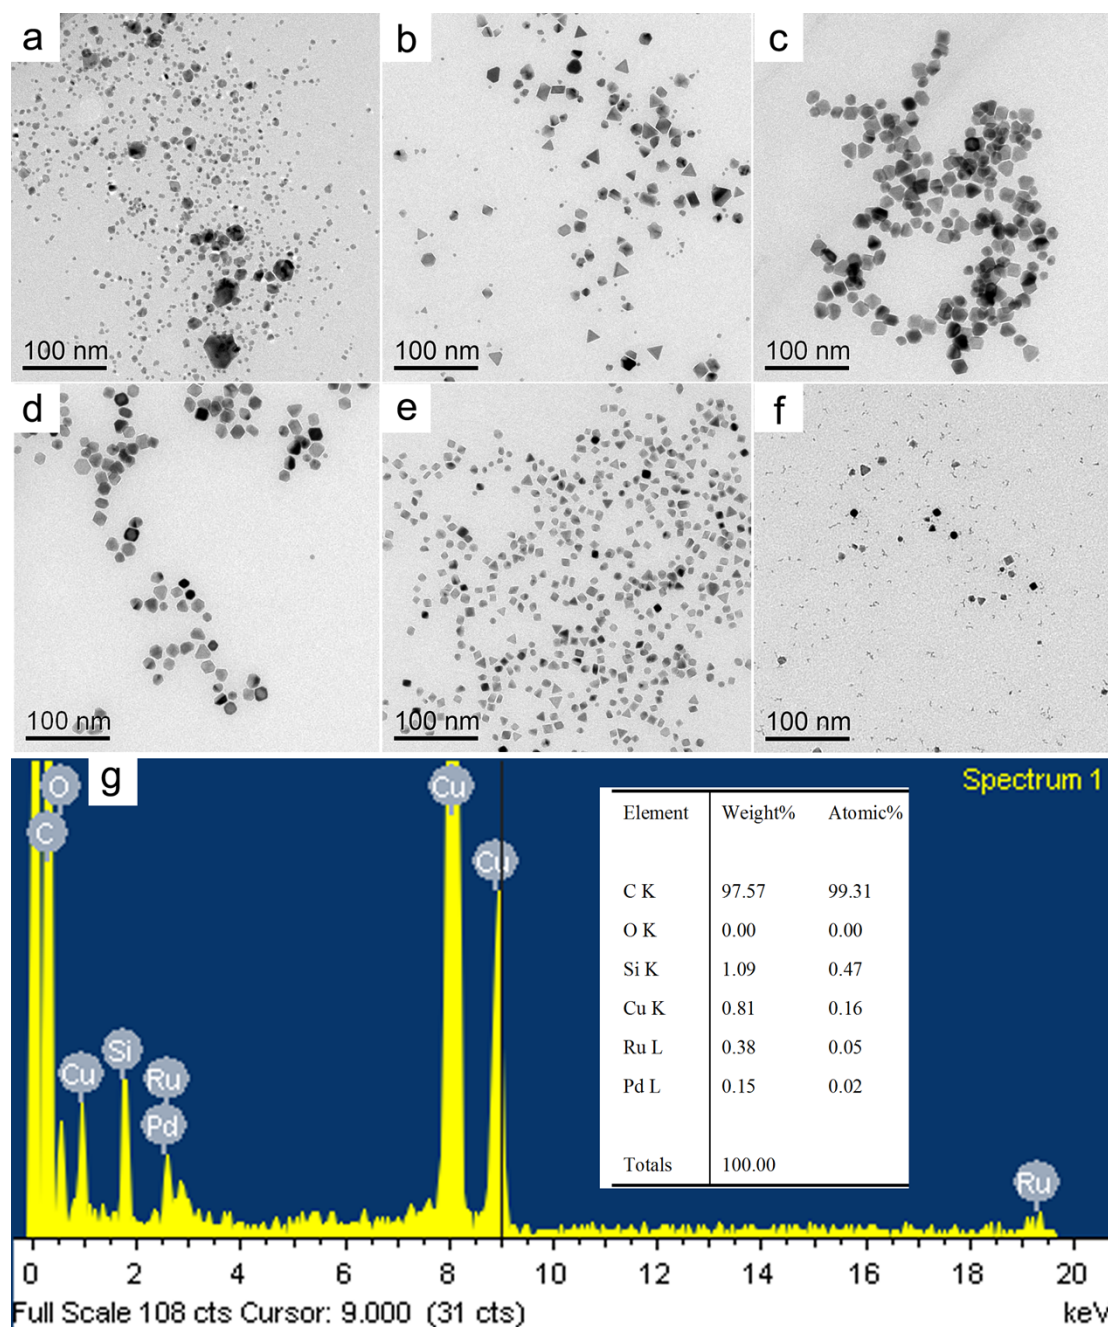 a
b
c
100 nm
100 nm
100 nm
d
e
f
100 nm
100 nm
100 nm
g
Spectrum 1
O
C
Cu
Cu
Cu
Si
Ru
Pd
Ru
Element Weight% Atomic%
C K 97.57 99.31
O K 0.00 0.00
Si K 1.09 0.47
Cu K 0.81 0.16
Ru L 0.38 0.05
Pd L 0.15 0.02
Totals 100.00
0 2 4 6 8 10 12 14 16 18 20
Full Scale 108 cts Cursor: 9.000 (31 cts) keV